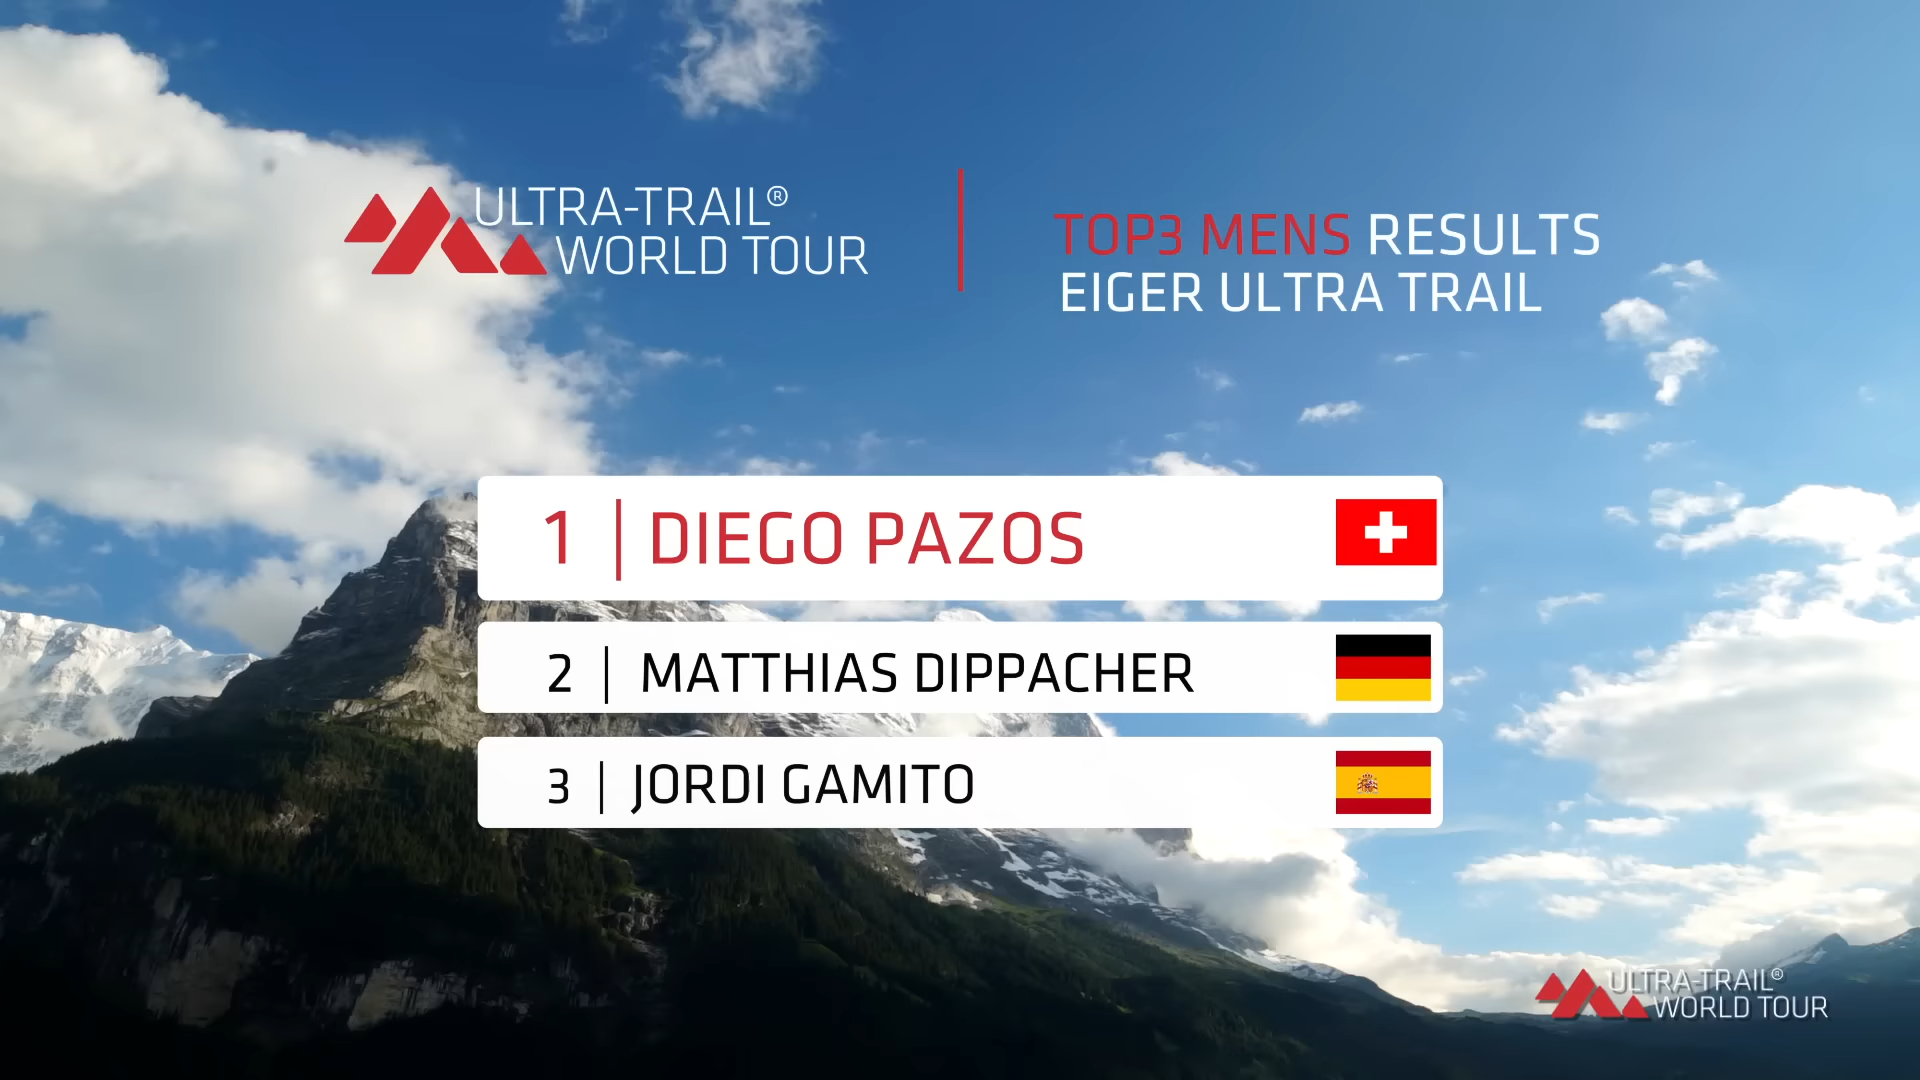 ULTRA-TRAIL®
WORLD TOUR
TOP3 MENS RESULTS
EIGER ULTRA TRAIL
1 | DIEGO PAZOS
2 | MATTHIAS DIPPACHER
3 | JORDI GAMITO
ULTRA-TRAIL®
WORLD TOUR